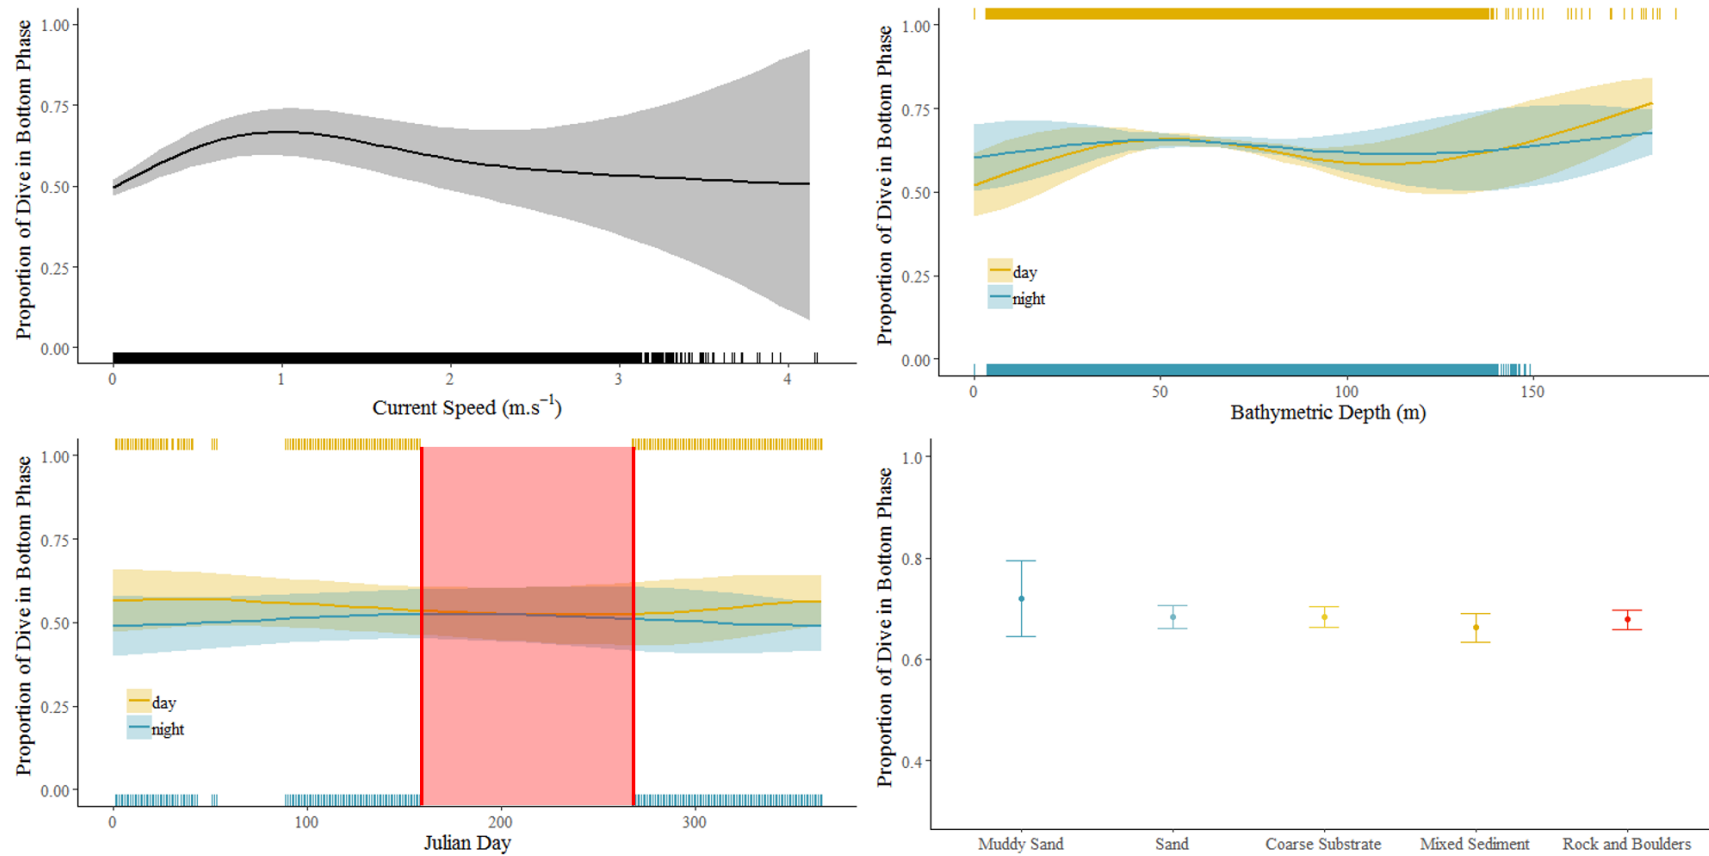 Proportion of Dive in Bottom Phase
1.00
0.75
0.50
0.25
0.00
0 1 2 3 4
Current Speed (m.s⁻¹)
Proportion of Dive in Bottom Phase
1.00
0.75
0.50
0.25
0.00
day
night
0 50 100 150
Bathymetric Depth (m)
Proportion of Dive in Bottom Phase
1.00
0.75
0.50
0.25
0.00
day
night
0 100 200 300
Julian Day
Proportion of Dive in Bottom Phase
1.0
0.8
0.6
0.4
Muddy Sand Sand Coarse Substrate Mixed Sediment Rock and Boulders